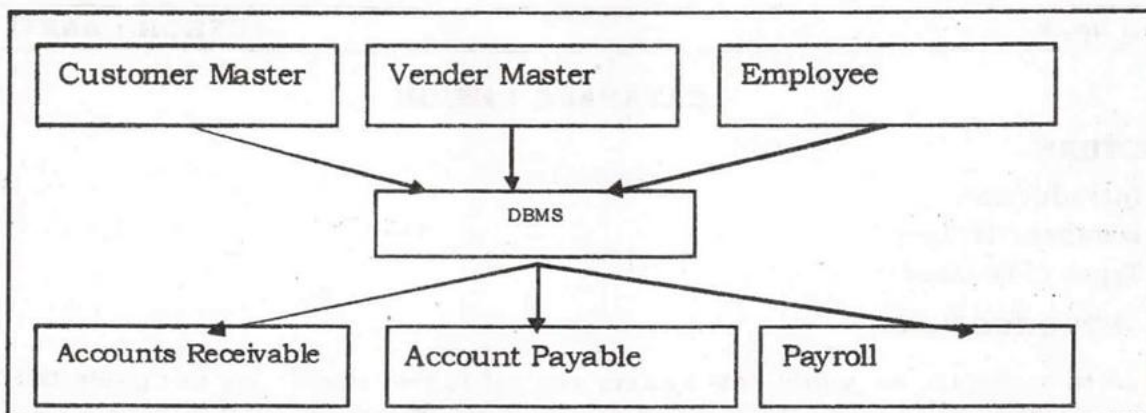 Customer Master
Vender Master
Employee
DBMS
Accounts Receivable
Account Payable
Payroll